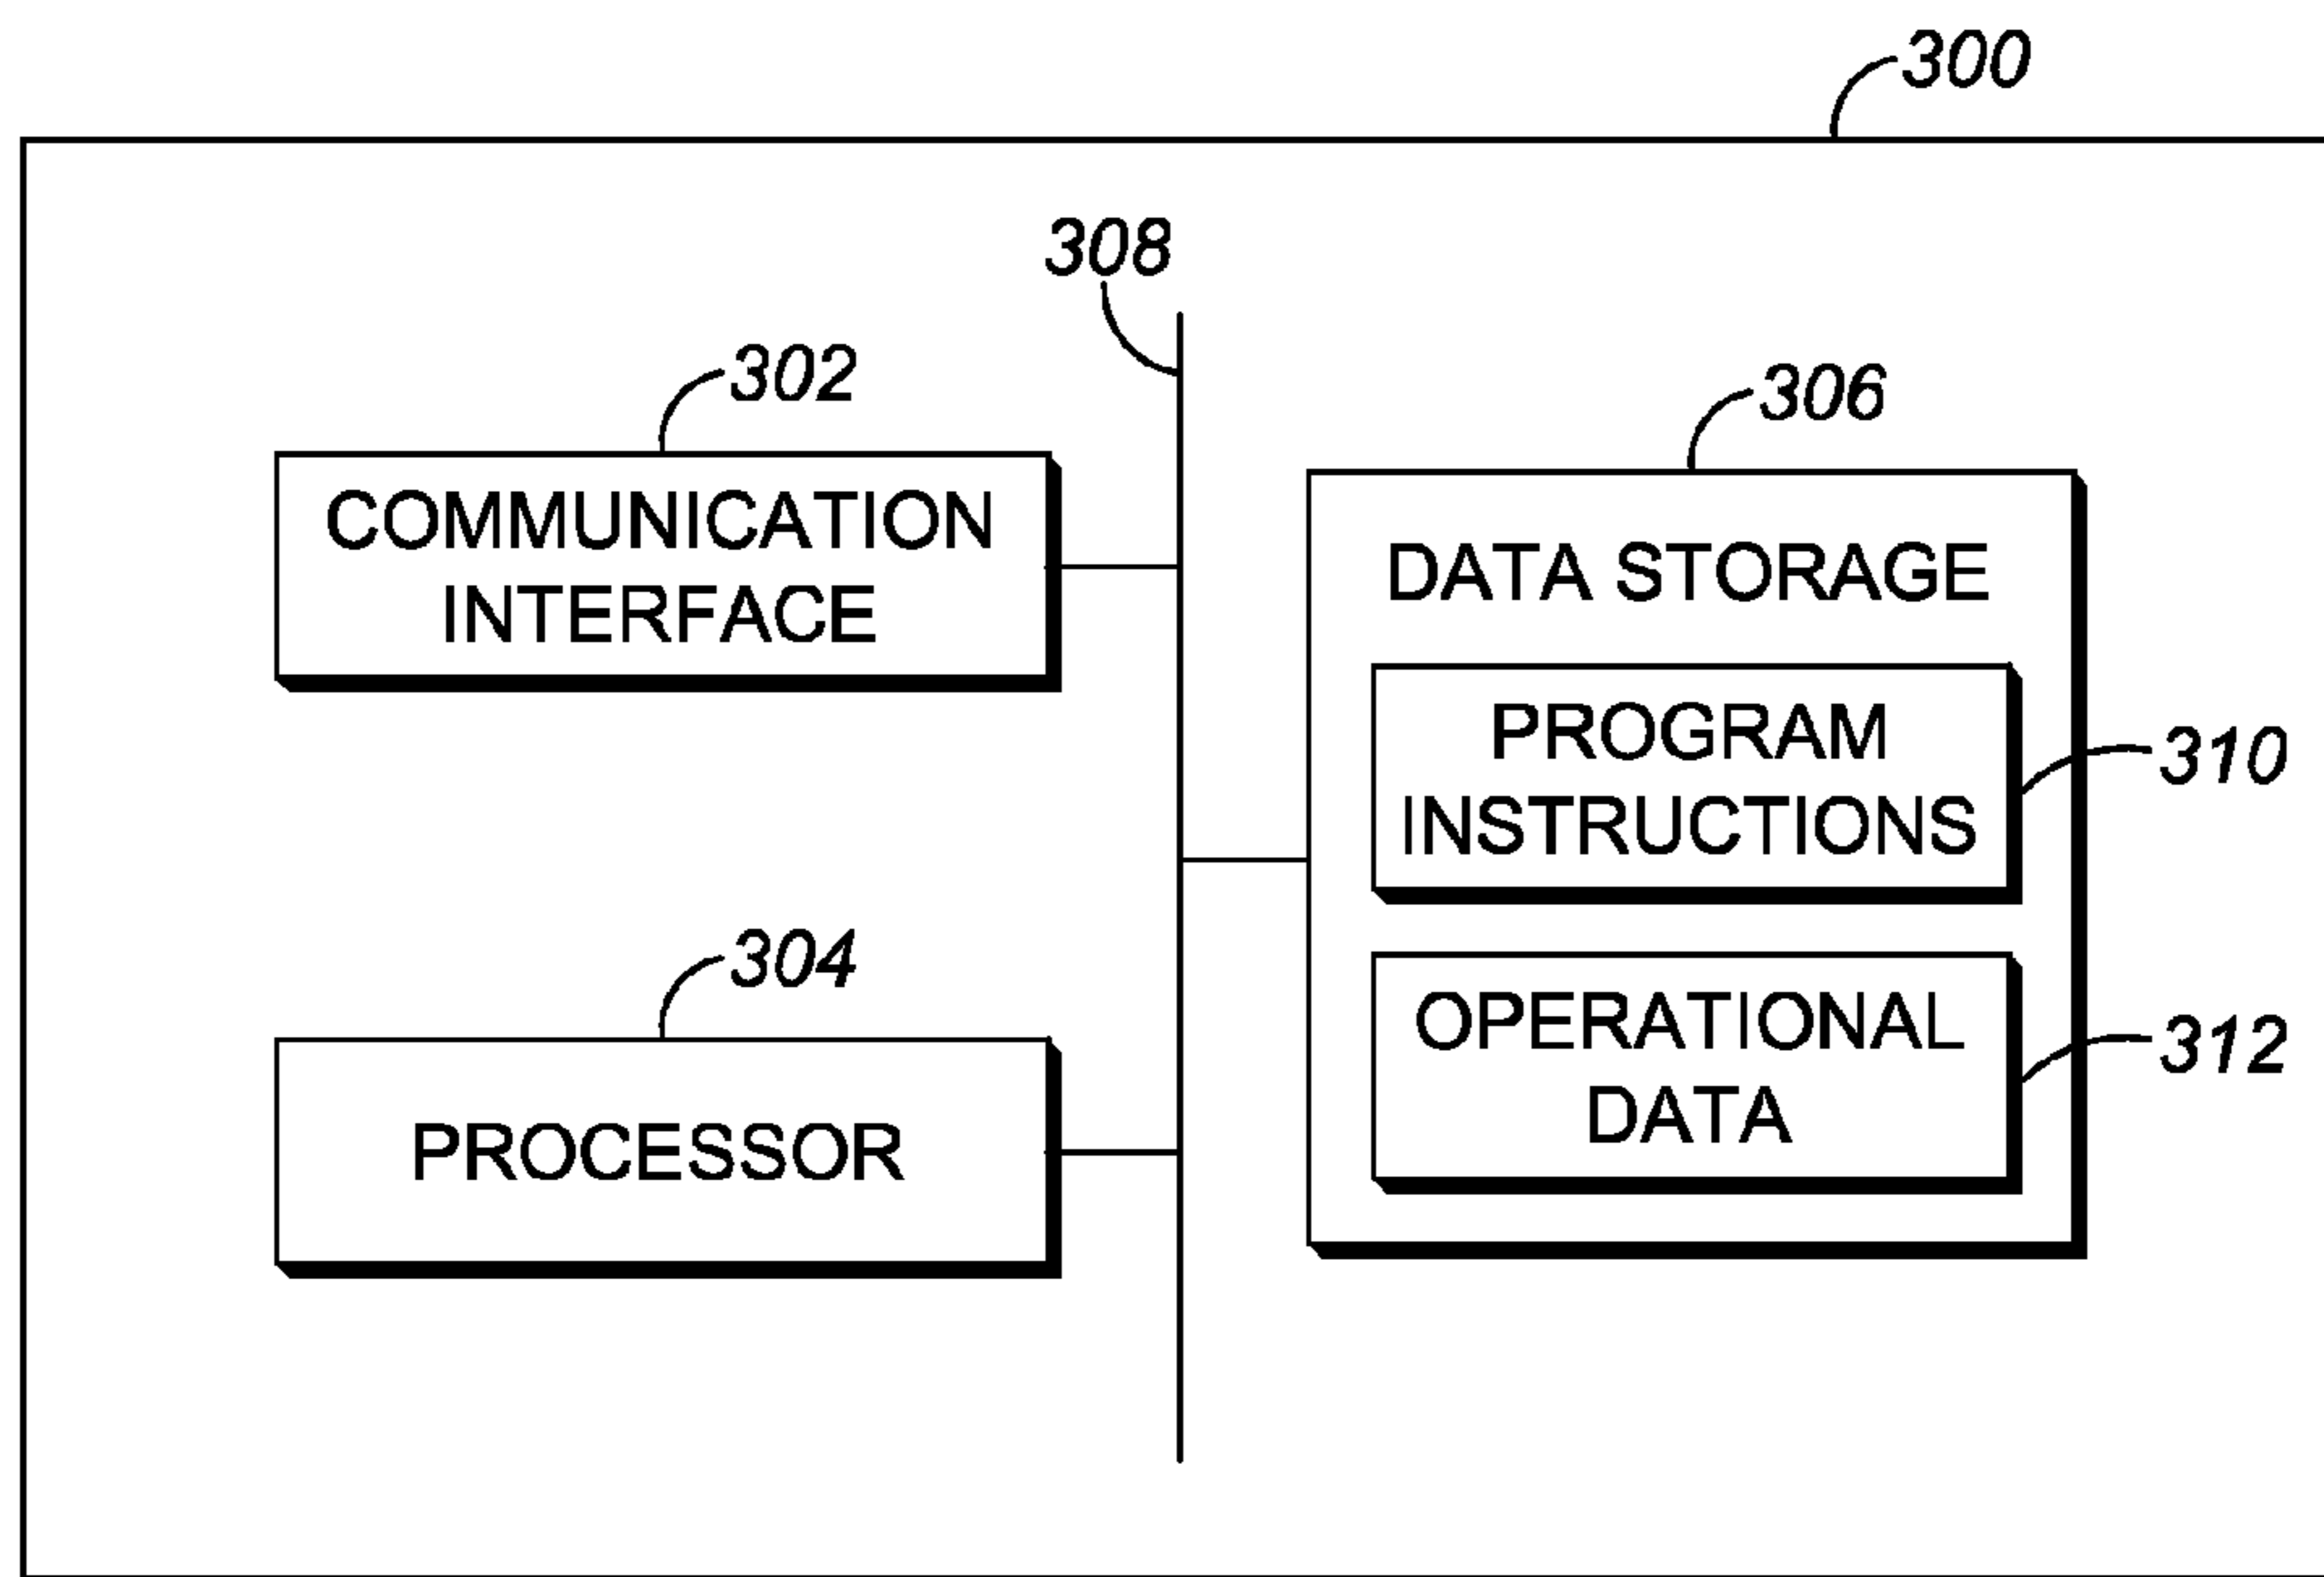 300
308
302
306
COMMUNICATION
INTERFACE
DATA STORAGE
PROGRAM
INSTRUCTIONS
310
304
OPERATIONAL
DATA
312
PROCESSOR